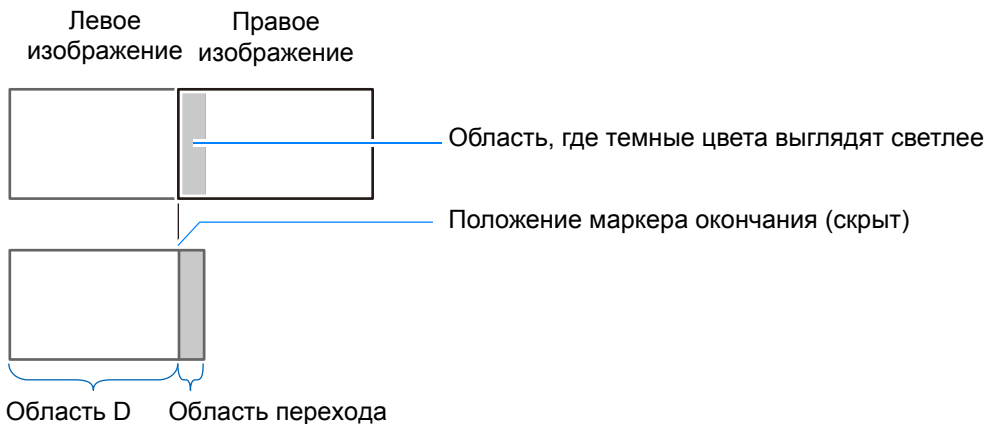 Левое
изображение
Правое
изображение
Область, где темные цвета выглядят светлее
Положение маркера окончания (скрыт)
Область D
Область перехода